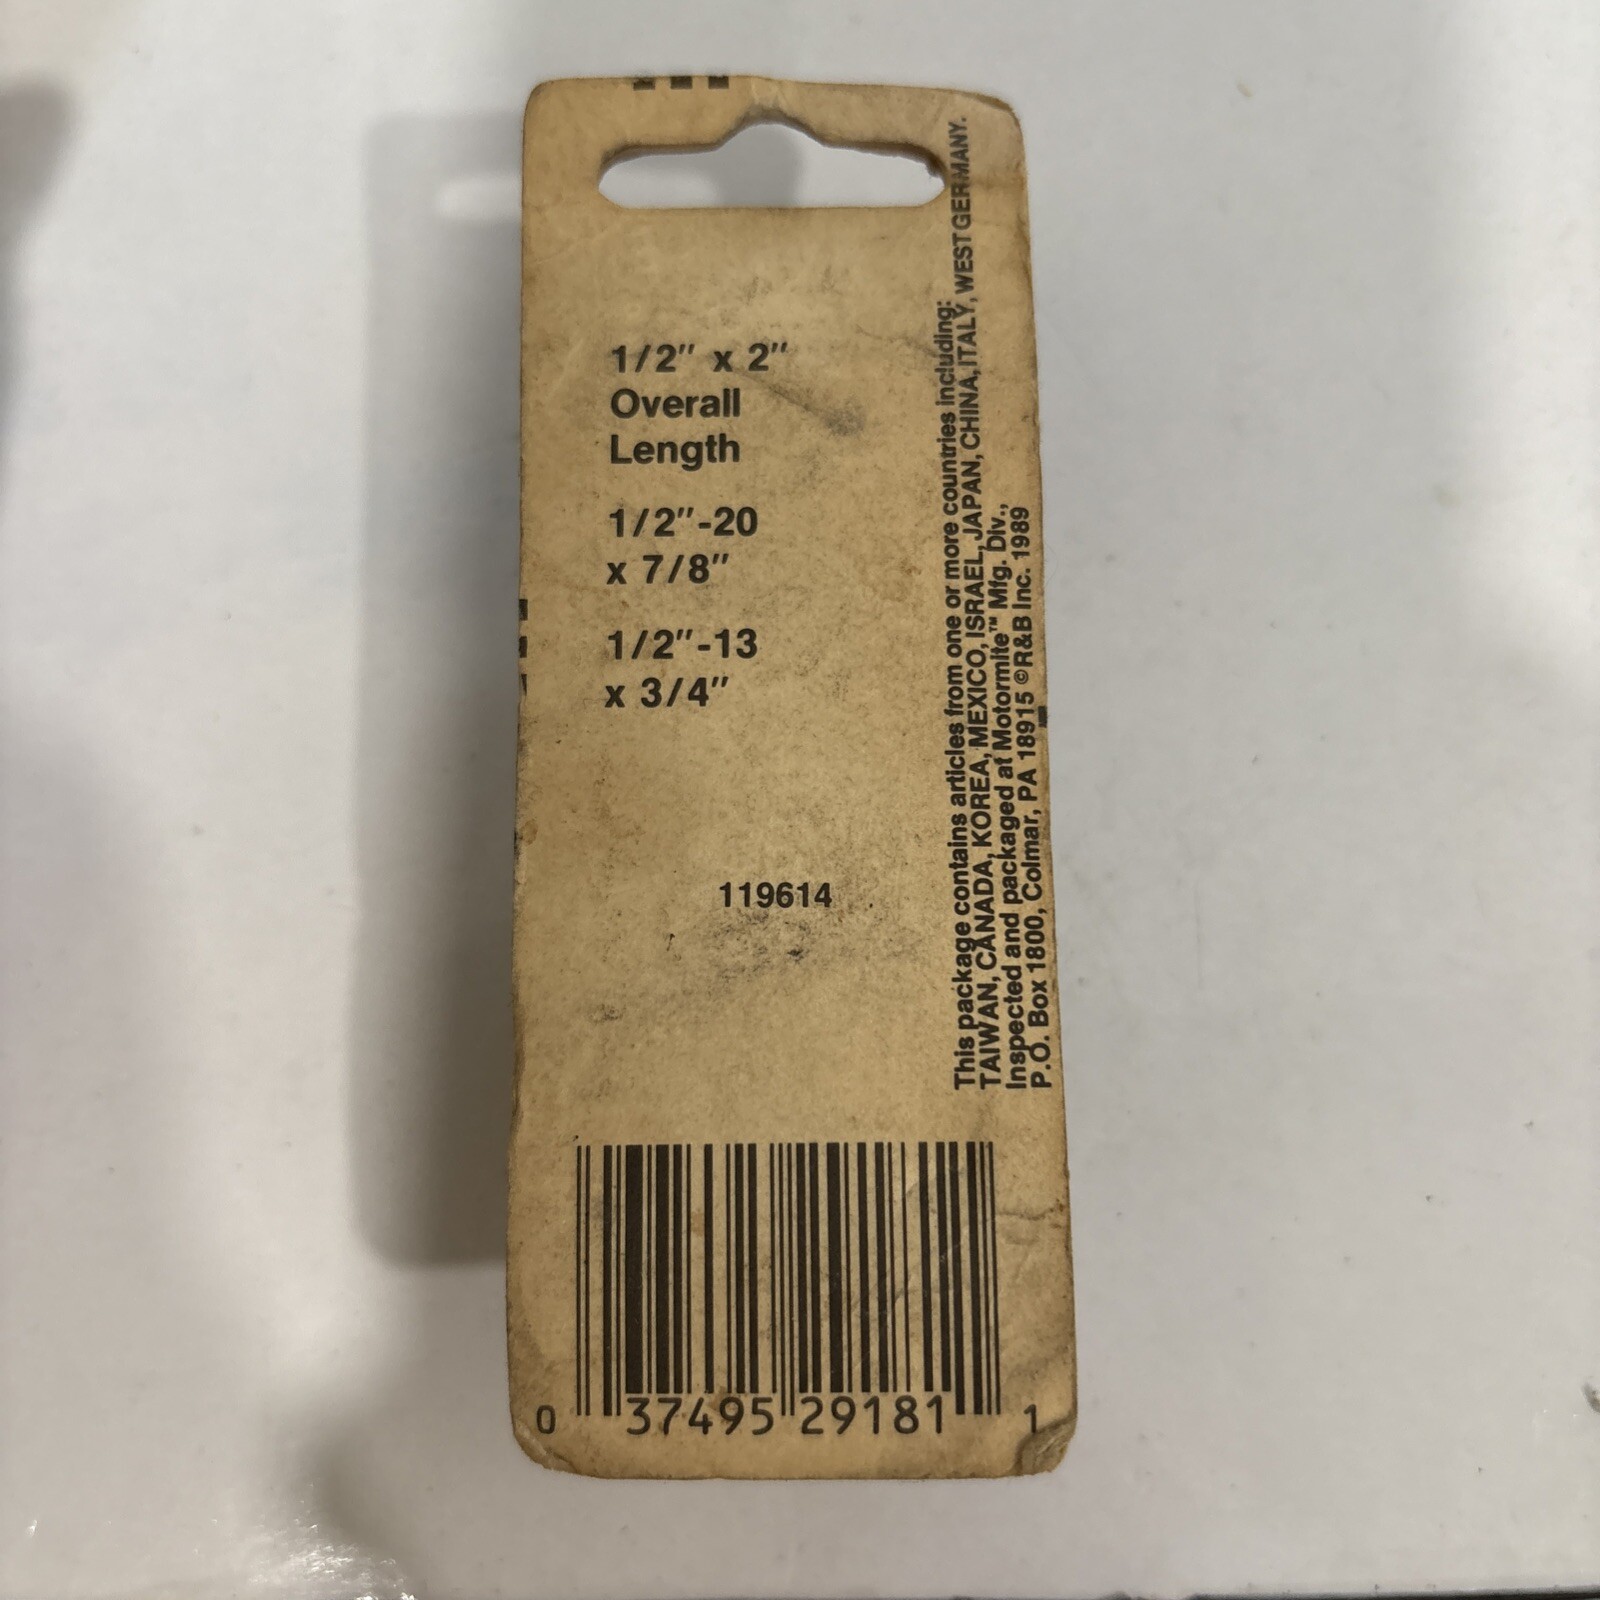 1/2" x 2"
Overall
Length
1/2"-20
x 7/8"
1/2"-13
x 3/4"
119614
This package contains articles from one or more countries including:
TAIWAN, CANADA, KOREA, MEXICO, ISRAEL, JAPAN, CHINA, ITALY, WEST GERMANY.
Inspected and packaged at Motormite™ Mfg. Div.,
P.O. Box 1800, Colmar, PA 18915 ©R&B Inc. 1989
0 37495 29181 1